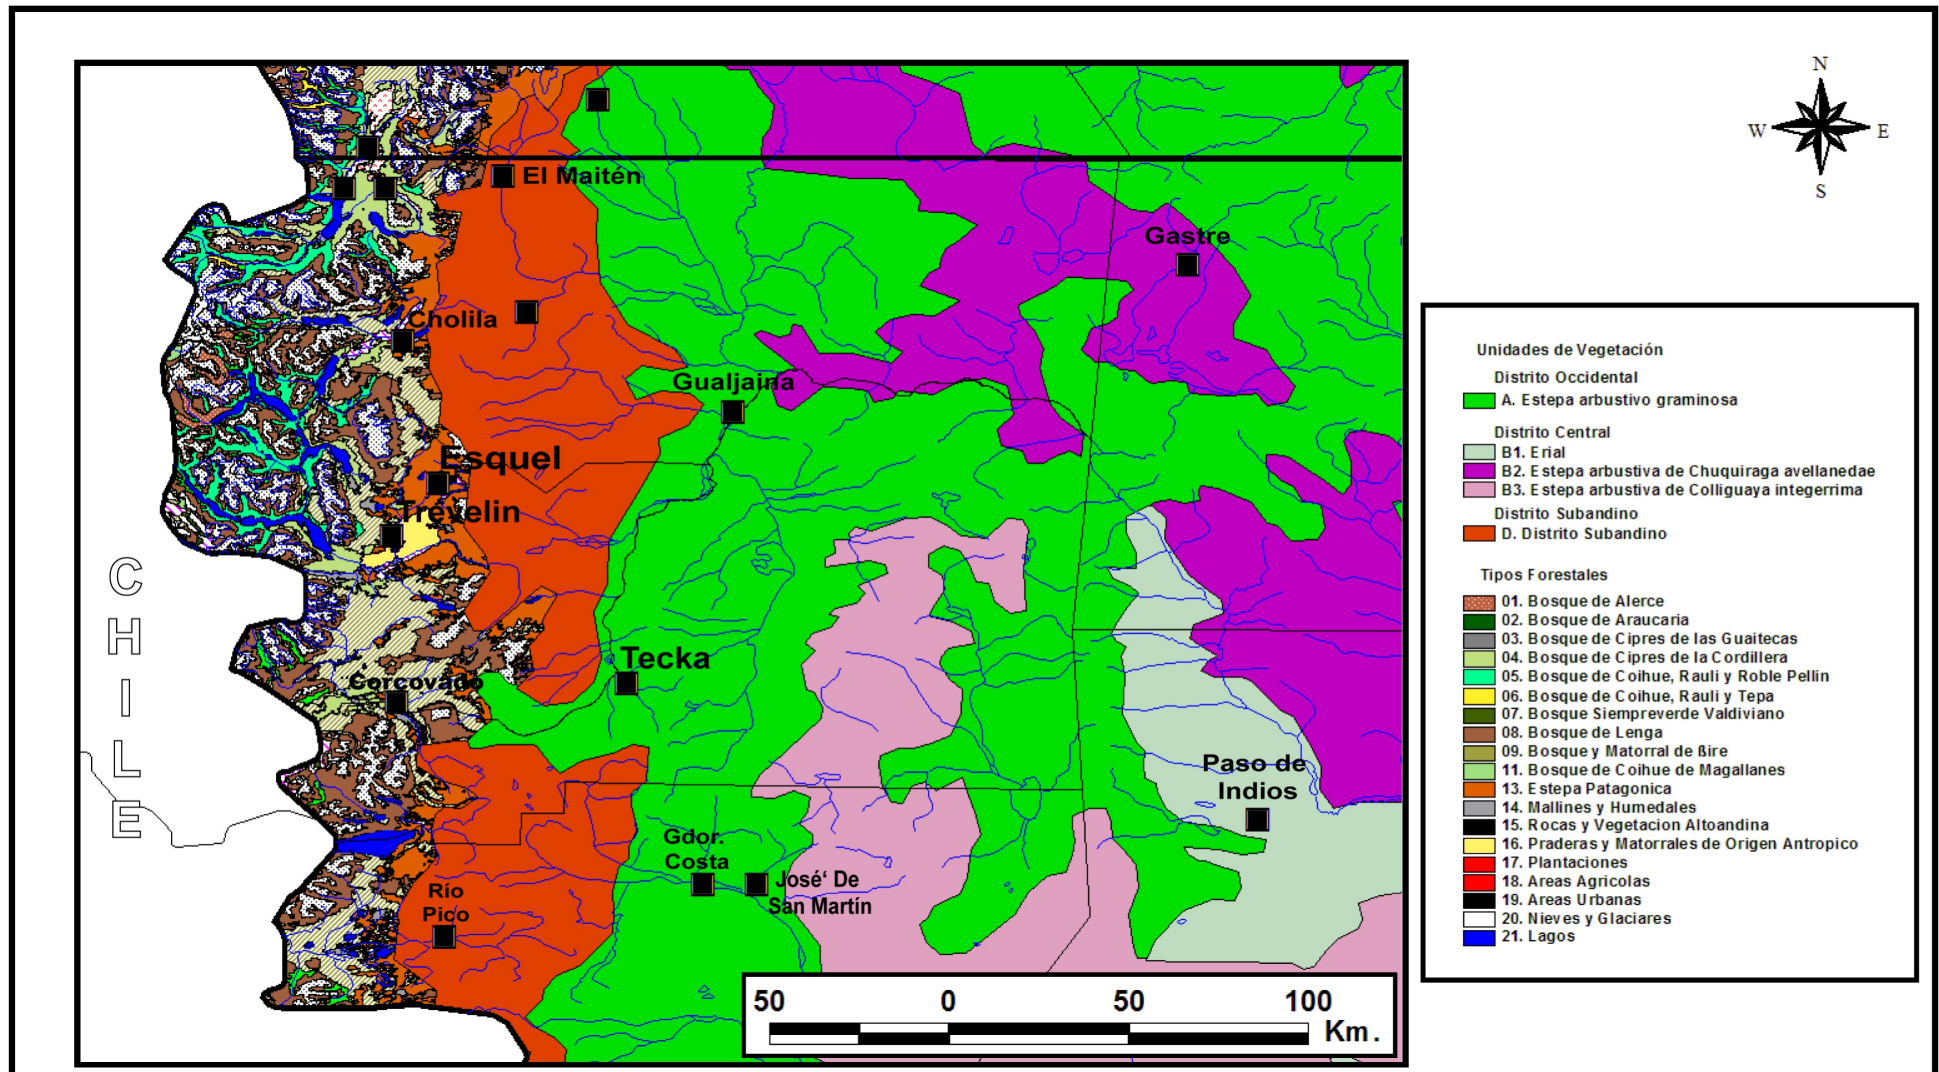 N
W
E
S
El Maitén
Gastre
Cholila
Gualjaina
Esquel
Trevelin
CHILE
Tecka
Corcovado
Paso de
Indios
Gdor.
Costa
José‘ De
San Martín
Río
Pico
50 0 50 100
Km.
Unidades de Vegetación
Distrito Occidental
A. Estepa arbustivo graminosa
Distrito Central
B1. Erial
B2. Estepa arbustiva de Chuquiraga avellanedae
B3. Estepa arbustiva de Colliguaya integerrima
Distrito Subandino
D. Distrito Subandino
Tipos Forestales
01. Bosque de Alerce
02. Bosque de Araucaria
03. Bosque de Cipres de las Guaitecas
04. Bosque de Cipres de la Cordillera
05. Bosque de Coihue, Rauli y Roble Pellin
06. Bosque de Coihue, Rauli y Tepa
07. Bosque Siempreverde Valdiviano
08. Bosque de Lenga
09. Bosque y Matorral de ßire
11. Bosque de Coihue de Magallanes
13. Estepa Patagonica
14. Mallines y Humedales
15. Rocas y Vegetacion Altoandina
16. Praderas y Matorrales de Origen Antropico
17. Plantaciones
18. Areas Agricolas
19. Areas Urbanas
20. Nieves y Glaciares
21. Lagos